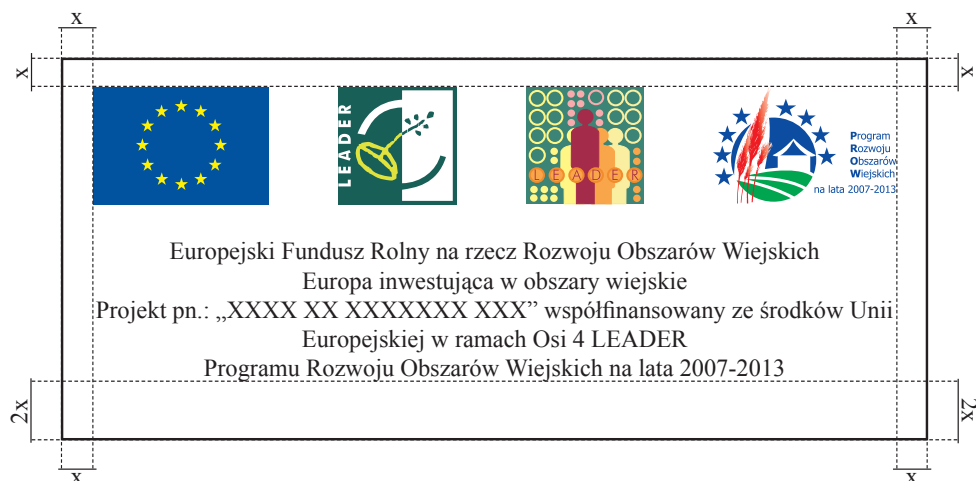 x x
x x
LEADER
LEADER
Program
Rozwoju
Obszarów
Wiejskich
na lata 2007-2013
Europejski Fundusz Rolny na rzecz Rozwoju Obszarów Wiejskich
Europa inwestująca w obszary wiejskie
Projekt pn.: „XXXX XX XXXXXXX XXX” współfinansowany ze środków Unii
Europejskiej w ramach Osi 4 LEADER
Programu Rozwoju Obszarów Wiejskich na lata 2007-2013
2x 2x
x x